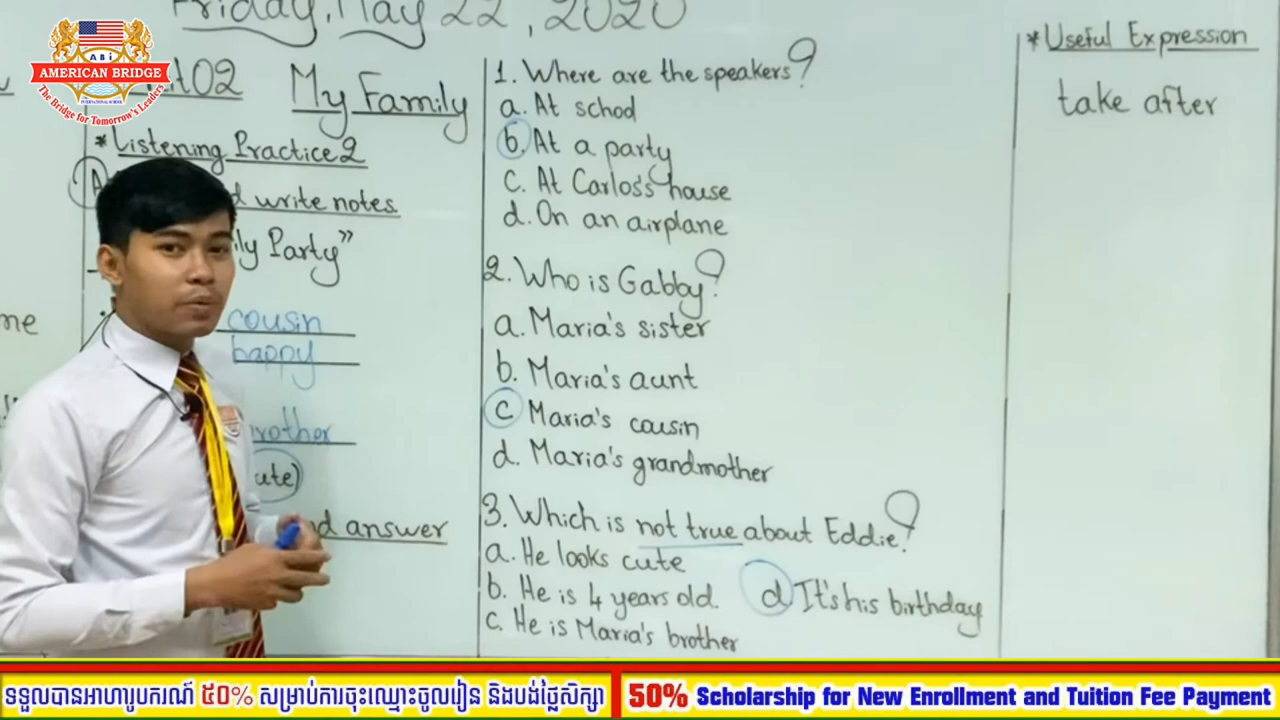 Friday, May 22, 2020
ABi
AMERICAN BRIDGE
INTERNATIONAL SCHOOL
The Bridge for Tomorrow's Leaders
02 My Family
*Listening Practice 2
write notes.
Party"
cousin
happy
rother
ute)
answer
me
1. Where are the speakers?
a. At school
b. At a party
c. At Carlos's house
d. On an airplane
2. Who is Gabby?
a. Maria's sister
b. Maria's aunt
c Maria's cousin
d. Maria's grandmother
3. Which is not true about Eddie?
a. He looks cute
b. He is 4 years old.
d It's his birthday
c. He is Maria's brother
*Useful Expression
take after
ទទួលបានអាហារូបករណ៍ ៥០% សម្រាប់ការចុះឈ្មោះចូលរៀន និងបង់ថ្លៃសិក្សា
50% Scholarship for New Enrollment and Tuition Fee Payment